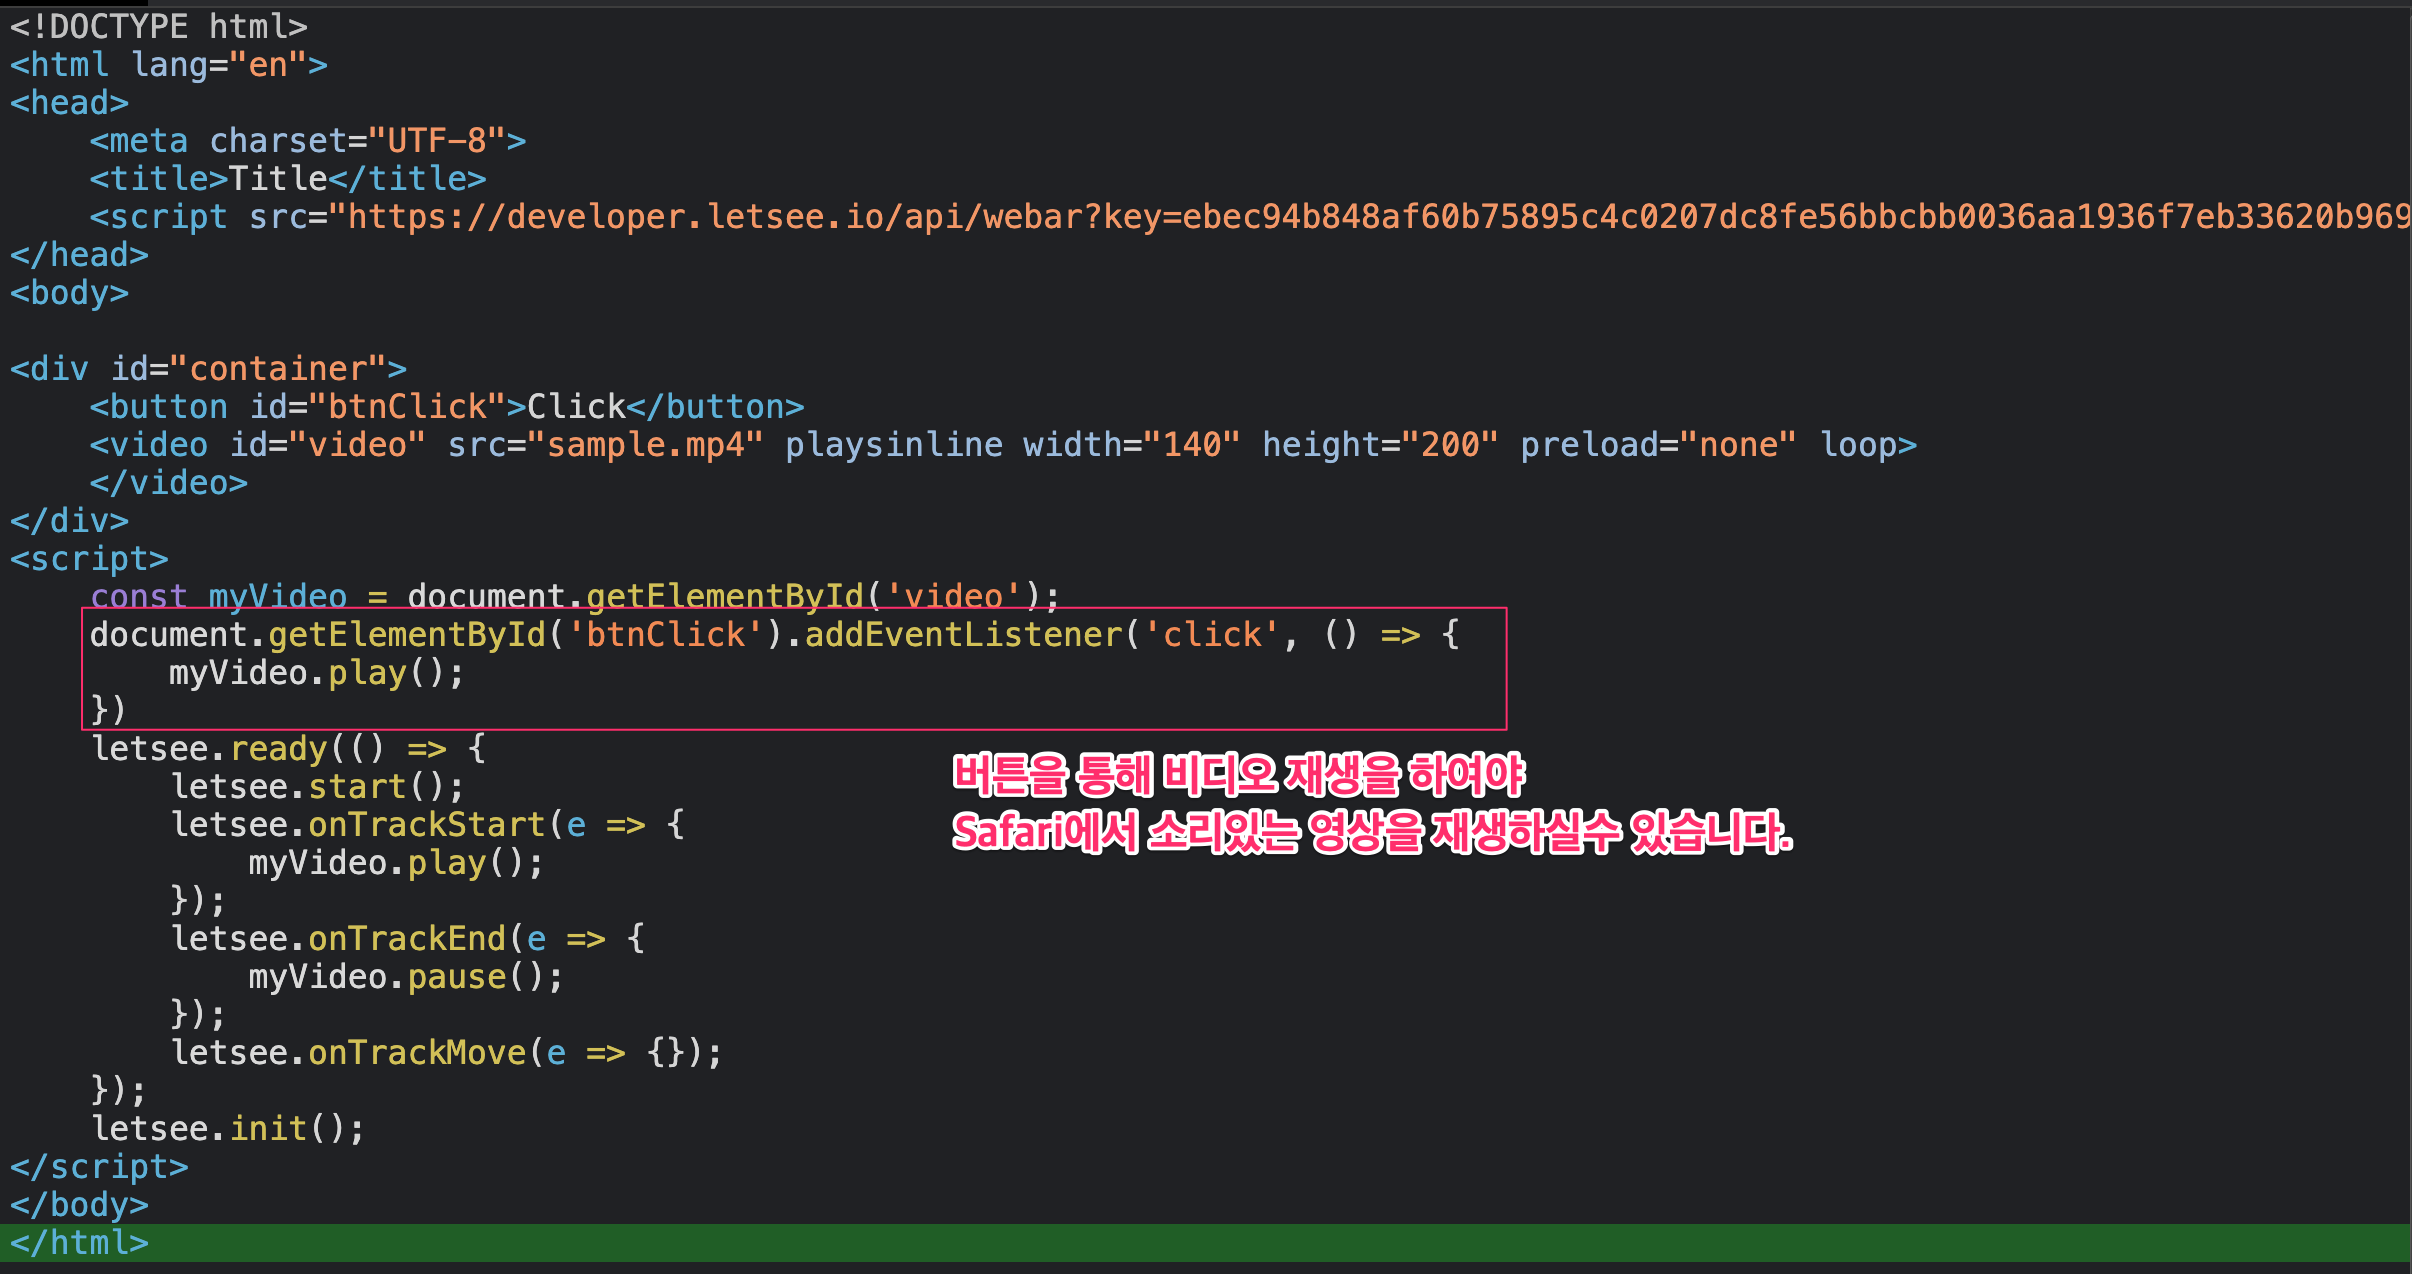 <!DOCTYPE html>
<html lang="en">
<head>
    <meta charset="UTF-8">
    <title>Title</title>
    <script src="https://developer.letsee.io/api/webar?key=ebec94b848af60b75895c4c0207dc8fe56bbcbb0036aa1936f7eb33620b969
</head>
<body>
<div id="container">
    <button id="btnClick">Click</button>
    <video id="video" src="sample.mp4" playsinline width="140" height="200" preload="none" loop>
    </video>
</div>
<script>
    const myVideo = document.getElementById('video');
    document.getElementById('btnClick').addEventListener('click', () => {
        myVideo.play();
    })
    letsee.ready(() => {
        letsee.start();
        letsee.onTrackStart(e => {
            myVideo.play();
        });
        letsee.onTrackEnd(e => {
            myVideo.pause();
        });
        letsee.onTrackMove(e => {});
    });
    letsee.init();
</script>
</body>
</html>
버튼을 통해 비디오 재생을 하여야
Safari에서 소리있는 영상을 재생하실수 있습니다.